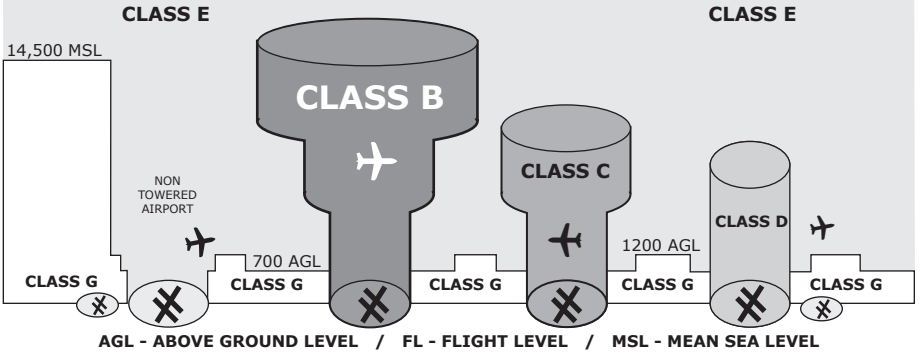 CLASS E
CLASS E
14,500 MSL
CLASS B
CLASS C
NON
TOWERED
AIRPORT
CLASS D
1200 AGL
700 AGL
CLASS G
CLASS G
CLASS G
CLASS G
CLASS G
AGL - ABOVE GROUND LEVEL / FL - FLIGHT LEVEL / MSL - MEAN SEA LEVEL